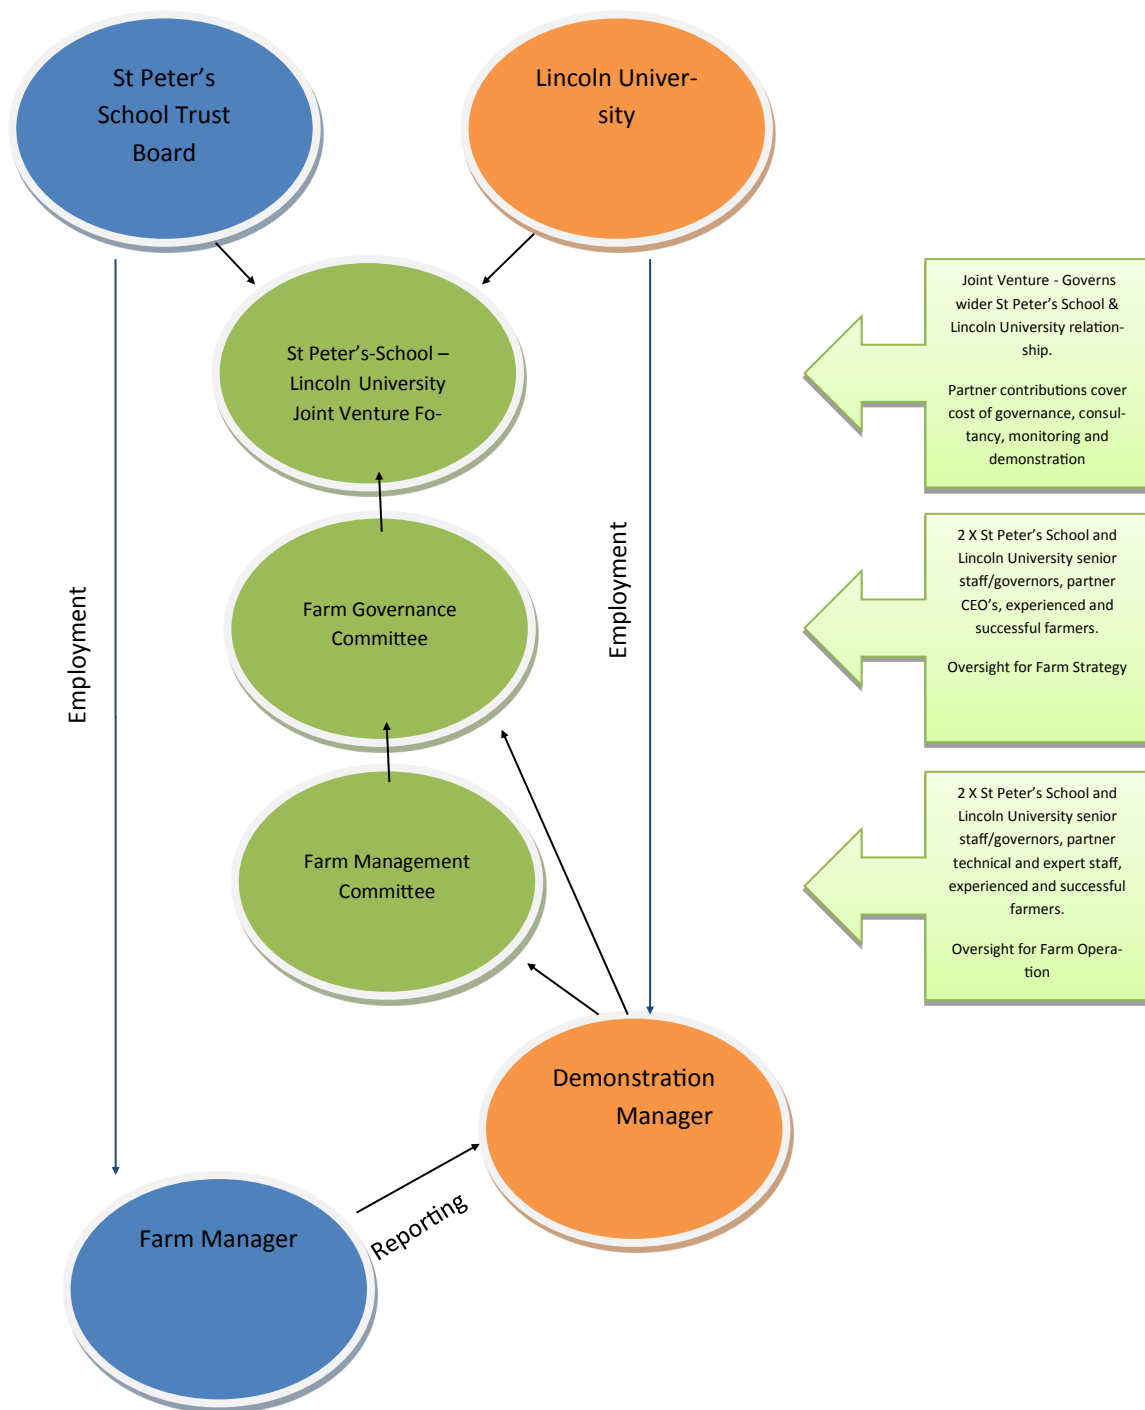 St Peter’s
School Trust
Board
Lincoln Univer-
sity
St Peter’s-School –
Lincoln University
Joint Venture Fo-
Joint Venture - Governs
wider St Peter’s School &
Lincoln University relation-
ship.
Partner contributions cover
cost of governance, consul-
tancy, monitoring and
demonstration
Employment
Employment
Farm Governance
Committee
2 X St Peter’s School and
Lincoln University senior
staff/governors, partner
CEO’s, experienced and
successful farmers.
Oversight for Farm Strategy
Farm Management
Committee
2 X St Peter’s School and
Lincoln University senior
staff/governors, partner
technical and expert staff,
experienced and successful
farmers.
Oversight for Farm Opera-
tion
Demonstration
Manager
Reporting
Farm Manager